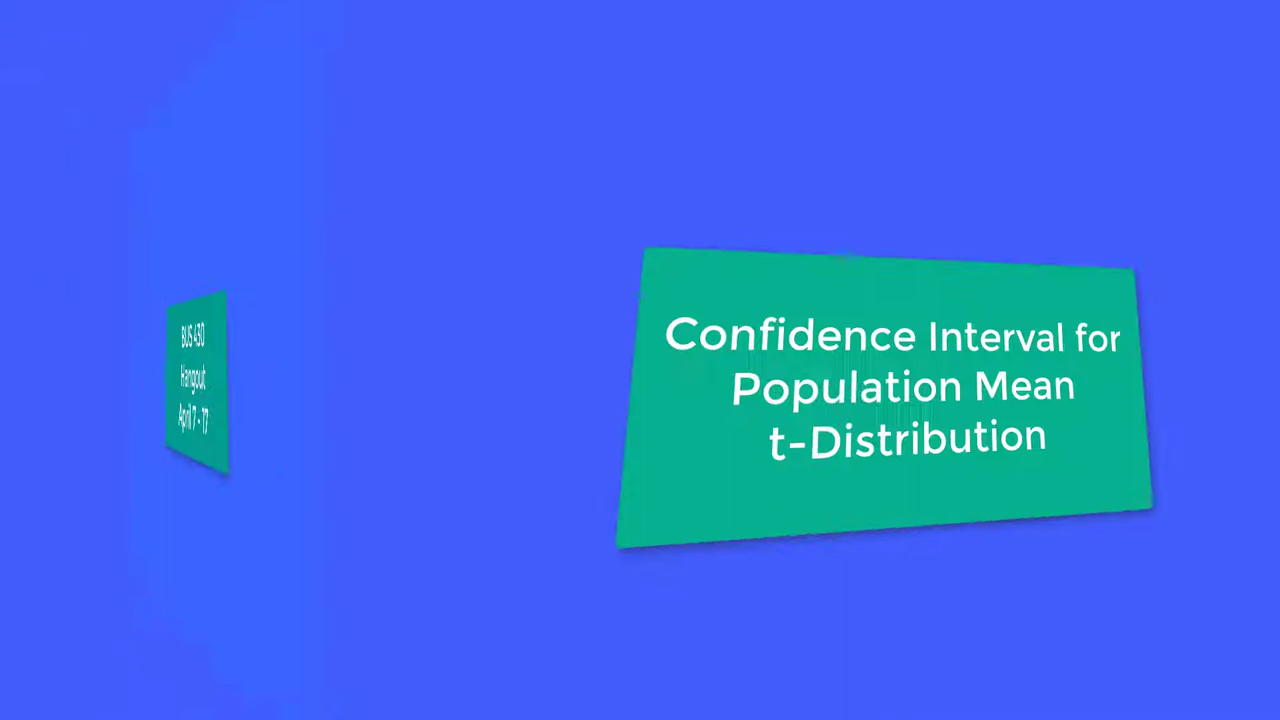 BUS 430
Hangout
April 7 - 17
Confidence Interval for
Population Mean
t-Distribution